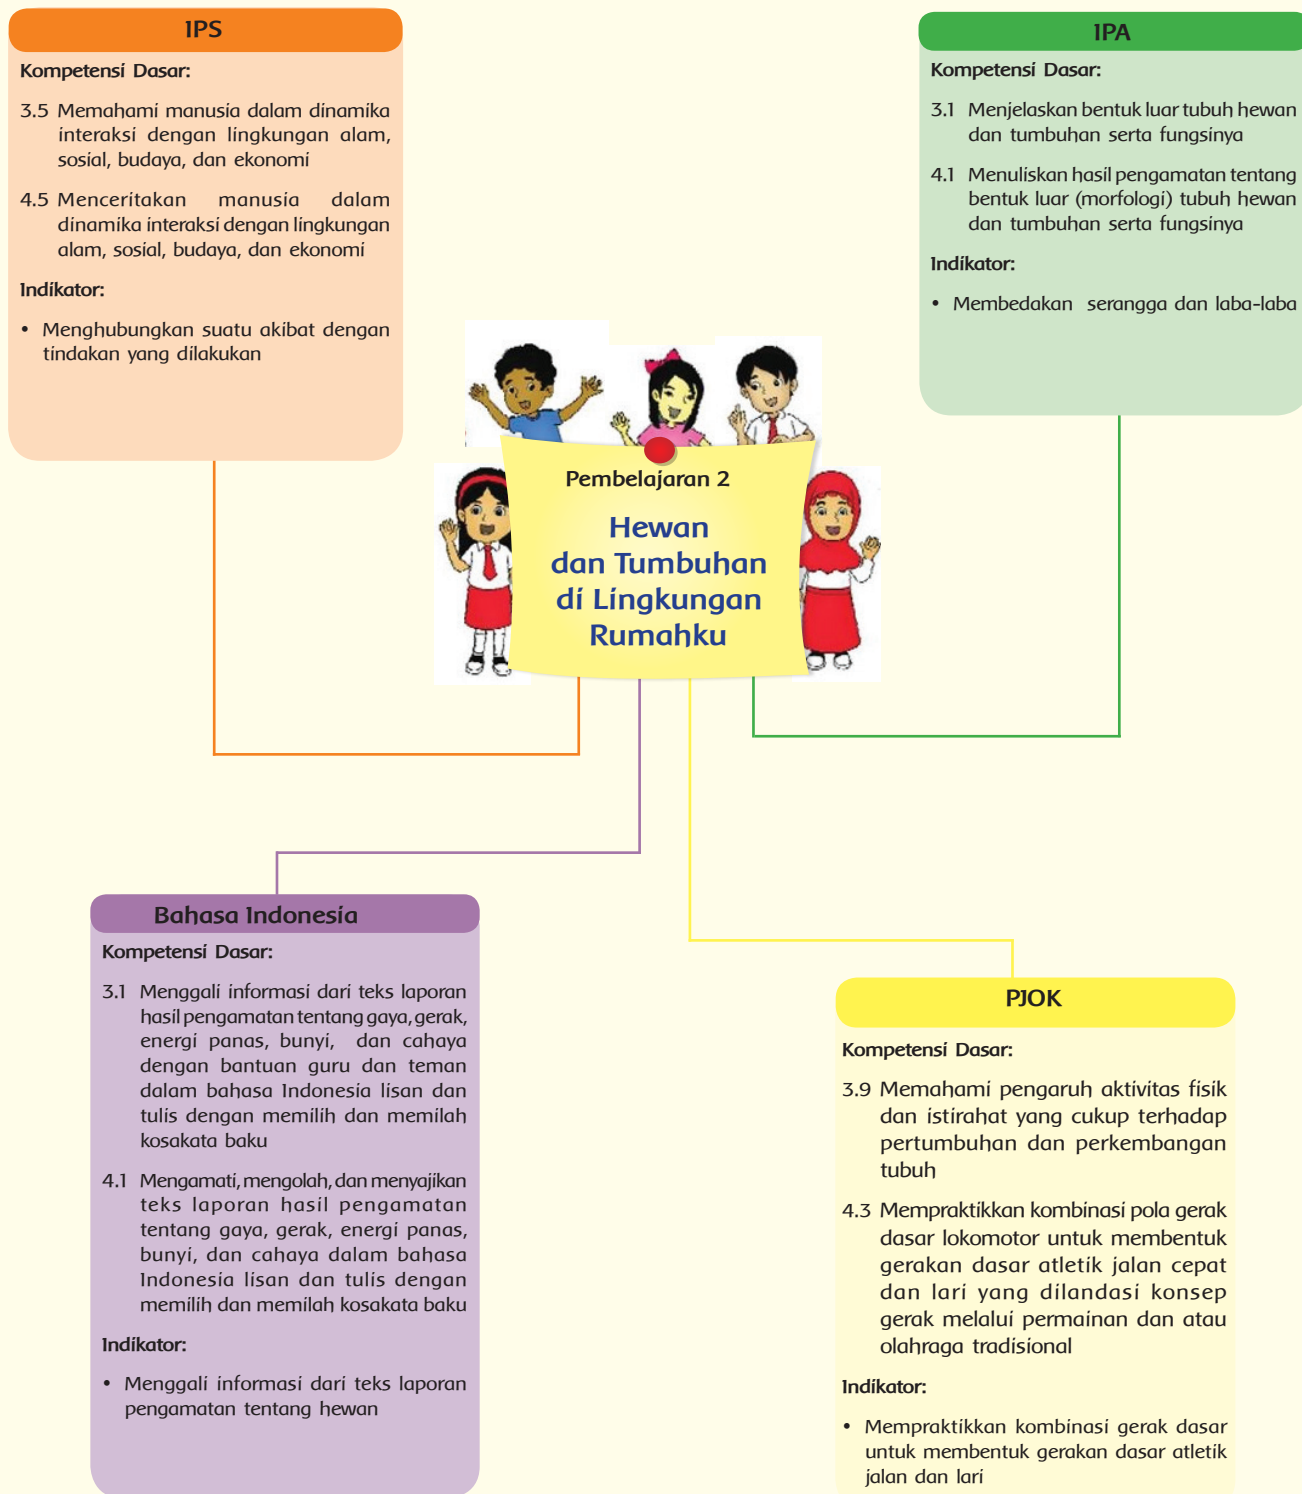 IPS
Kompetensi Dasar:
3.5 Memahami manusia dalam dinamika
interaksi dengan lingkungan alam,
sosial, budaya, dan ekonomi
4.5 Menceritakan manusia dalam
dinamika interaksi dengan lingkungan
alam, sosial, budaya, dan ekonomi
Indikator:
• Menghubungkan suatu akibat dengan
tindakan yang dilakukan
IPA
Kompetensi Dasar:
3.1 Menjelaskan bentuk luar tubuh hewan
dan tumbuhan serta fungsinya
4.1 Menuliskan hasil pengamatan tentang
bentuk luar (morfologi) tubuh hewan
dan tumbuhan serta fungsinya
Indikator:
• Membedakan serangga dan laba-laba
Pembelajaran 2
Hewan
dan Tumbuhan
di Lingkungan
Rumahku
Bahasa Indonesia
Kompetensi Dasar:
3.1 Menggali informasi dari teks laporan
hasil pengamatan tentang gaya, gerak,
energi panas, bunyi, dan cahaya
dengan bantuan guru dan teman
dalam bahasa Indonesia lisan dan
tulis dengan memilih dan memilah
kosakata baku
4.1 Mengamati, mengolah, dan menyajikan
teks laporan hasil pengamatan
tentang gaya, gerak, energi panas,
bunyi, dan cahaya dalam bahasa
Indonesia lisan dan tulis dengan
memilih dan memilah kosakata baku
Indikator:
• Menggali informasi dari teks laporan
pengamatan tentang hewan
PJOK
Kompetensi Dasar:
3.9 Memahami pengaruh aktivitas fisik
dan istirahat yang cukup terhadap
pertumbuhan dan perkembangan
tubuh
4.3 Mempraktikkan kombinasi pola gerak
dasar lokomotor untuk membentuk
gerakan dasar atletik jalan cepat
dan lari yang dilandasi konsep
gerak melalui permainan dan atau
olahraga tradisional
Indikator:
• Mempraktikkan kombinasi gerak dasar
untuk membentuk gerakan dasar atletik
jalan dan lari